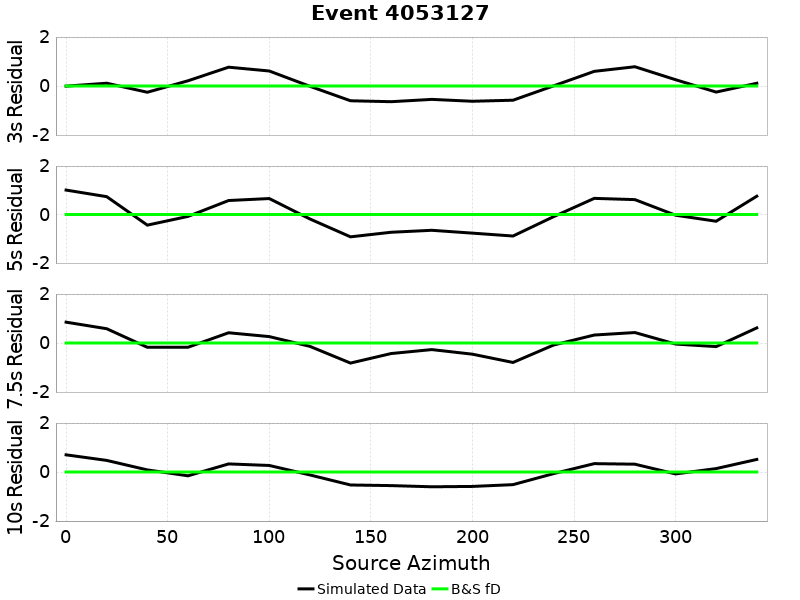 Event 4053127
3s Residual
2
0
-2
5s Residual
2
0
-2
7.5s Residual
2
0
-2
10s Residual
2
0
-2
0 50 100 150 200 250 300
Source Azimuth
Simulated Data B&S fD